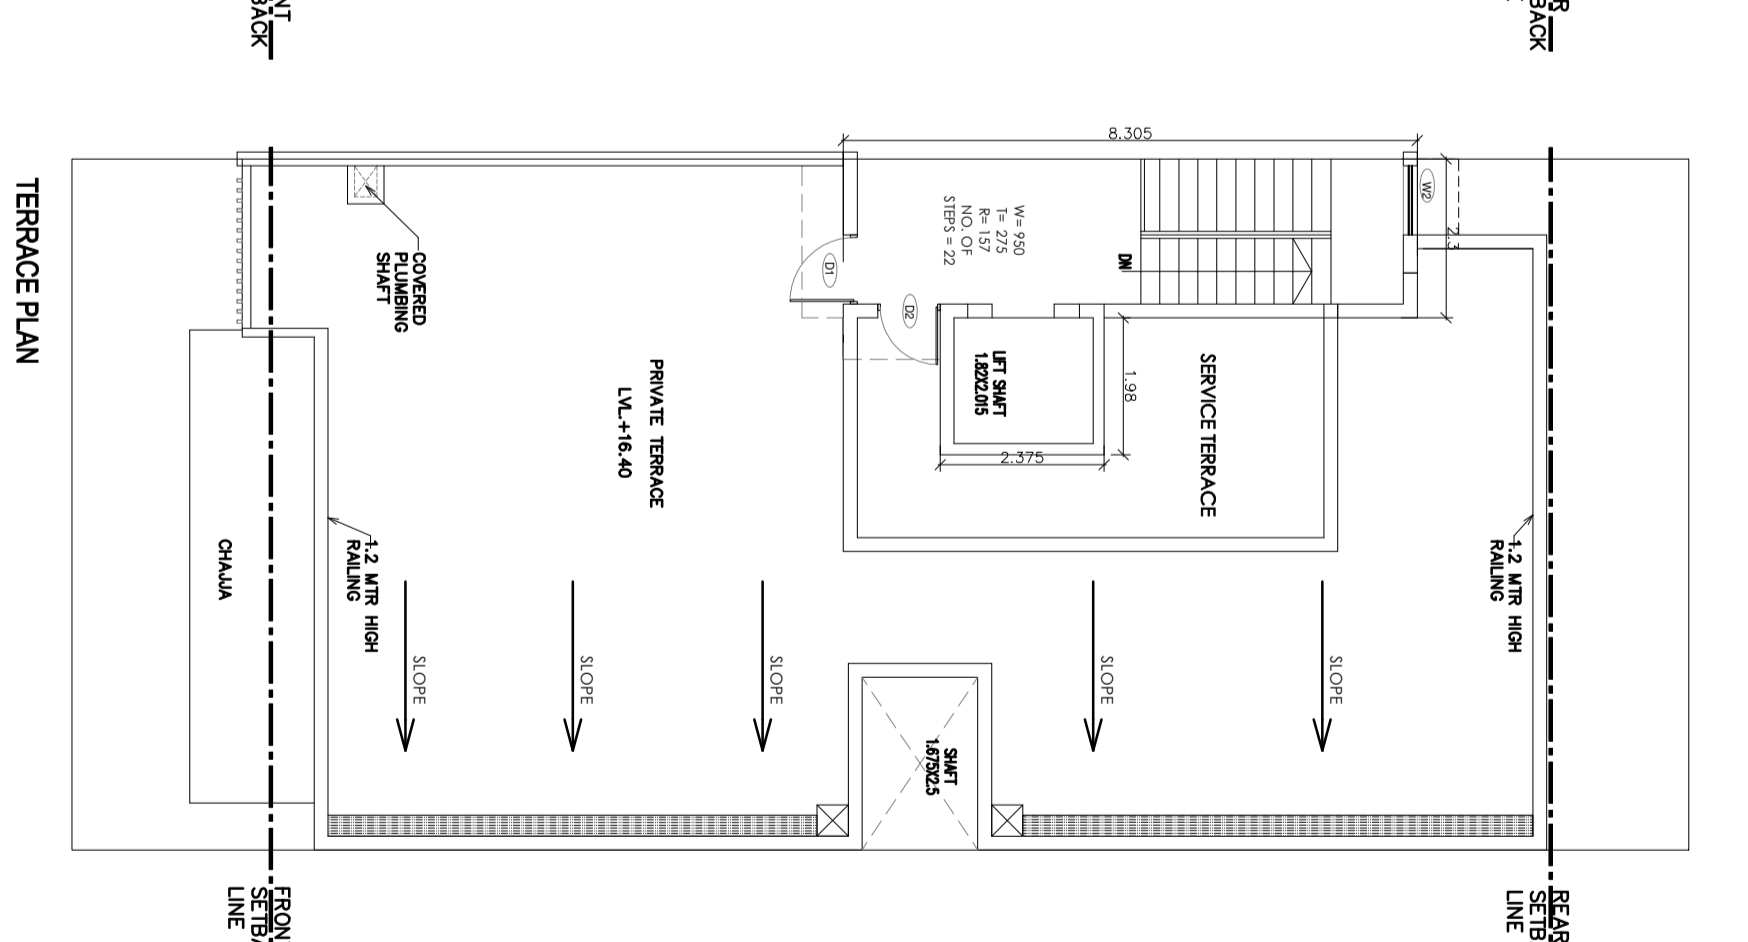 TERRACE PLAN
NT
BACK
R
BACK
8.305
W2
2.3
W= 950
T= 275
R= 157
NO. OF
STEPS = 22
DN
D1
D2
COVERED
PLUMBING
SHAFT
LIFT SHAFT
1.82X2.015
1.98
2.375
SERVICE TERRACE
PRIVATE TERRACE
LVL.+16.40
CHAJJA
1.2 MTR HIGH
RAILING
1.2 MTR HIGH
RAILING
SLOPE
SLOPE
SLOPE
SLOPE
SLOPE
SHAFT
1.675X2.5
FRON
SETBA
LINE
REAR
SETB
LINE